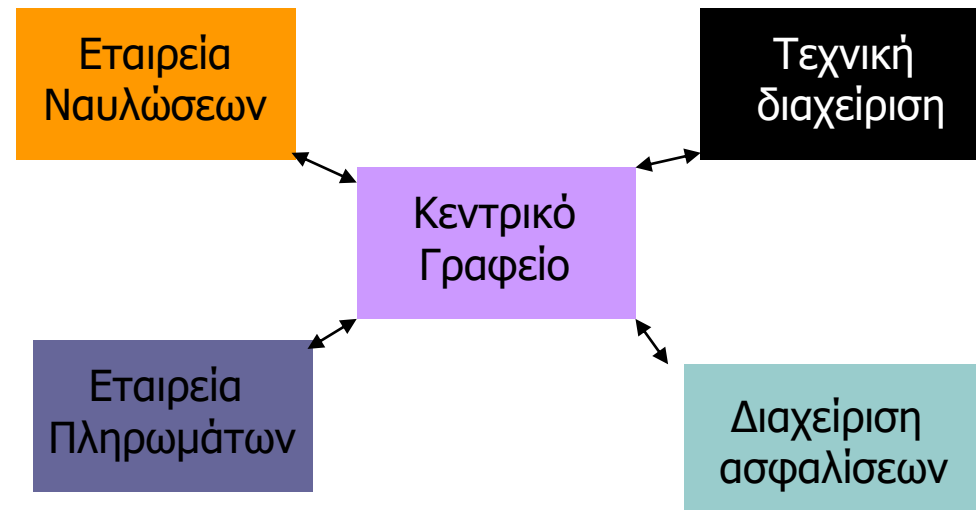 Εταιρεία
Ναυλώσεων
Τεχνική
διαχείριση
Κεντρικό
Γραφείο
Εταιρεία
Πληρωμάτων
Διαχείριση
ασφαλίσεων